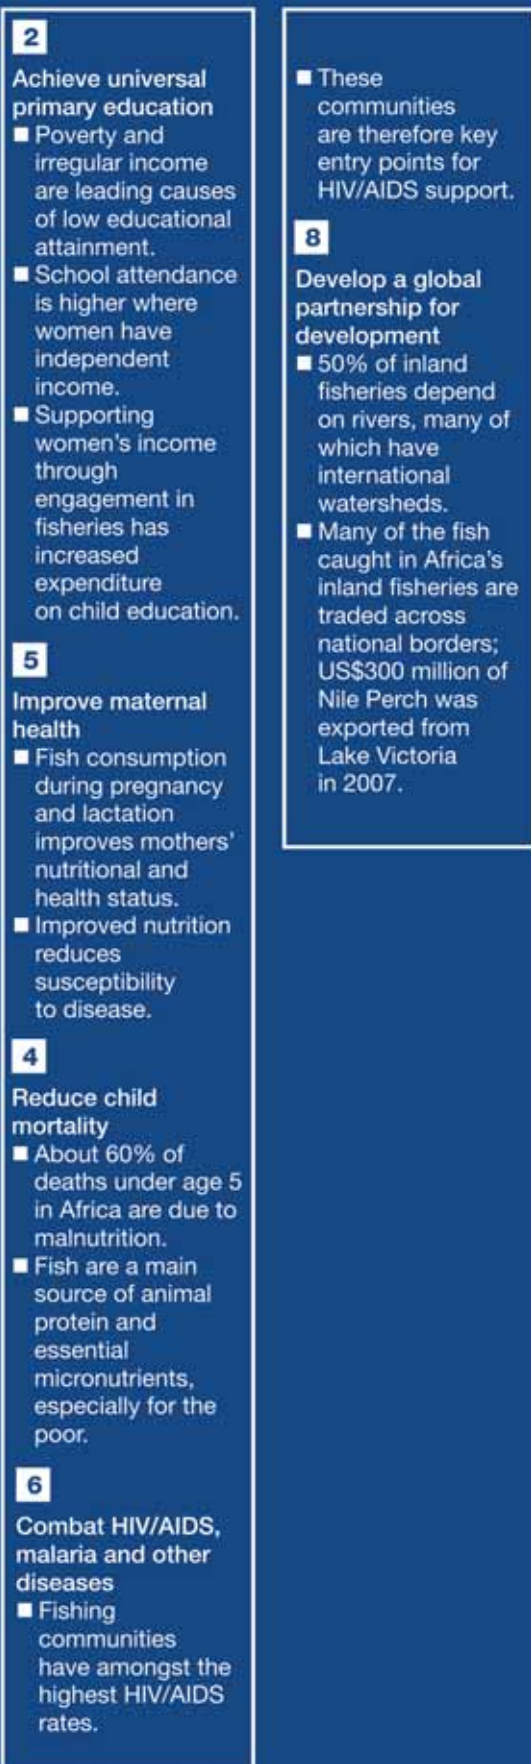 2
Achieve universal
primary education
■ Poverty and
irregular income
are leading causes
of low educational
attainment.
■ School attendance
is higher where
women have
independent
income.
■ Supporting
women's income
through
engagement in
fisheries has
increased
expenditure
on child education.
5
Improve maternal
health
■ Fish consumption
during pregnancy
and lactation
improves mothers'
nutritional and
health status.
■ Improved nutrition
reduces
susceptibility
to disease.
4
Reduce child
mortality
■ About 60% of
deaths under age 5
in Africa are due to
malnutrition.
■ Fish are a main
source of animal
protein and
essential
micronutrients,
especially for the
poor.
6
Combat HIV/AIDS,
malaria and other
diseases
■ Fishing
communities
have amongst the
highest HIV/AIDS
rates.
■ These
communities
are therefore key
entry points for
HIV/AIDS support.
8
Develop a global
partnership for
development
■ 50% of inland
fisheries depend
on rivers, many of
which have
international
watersheds.
■ Many of the fish
caught in Africa's
inland fisheries are
traded across
national borders;
US$300 million of
Nile Perch was
exported from
Lake Victoria
in 2007.